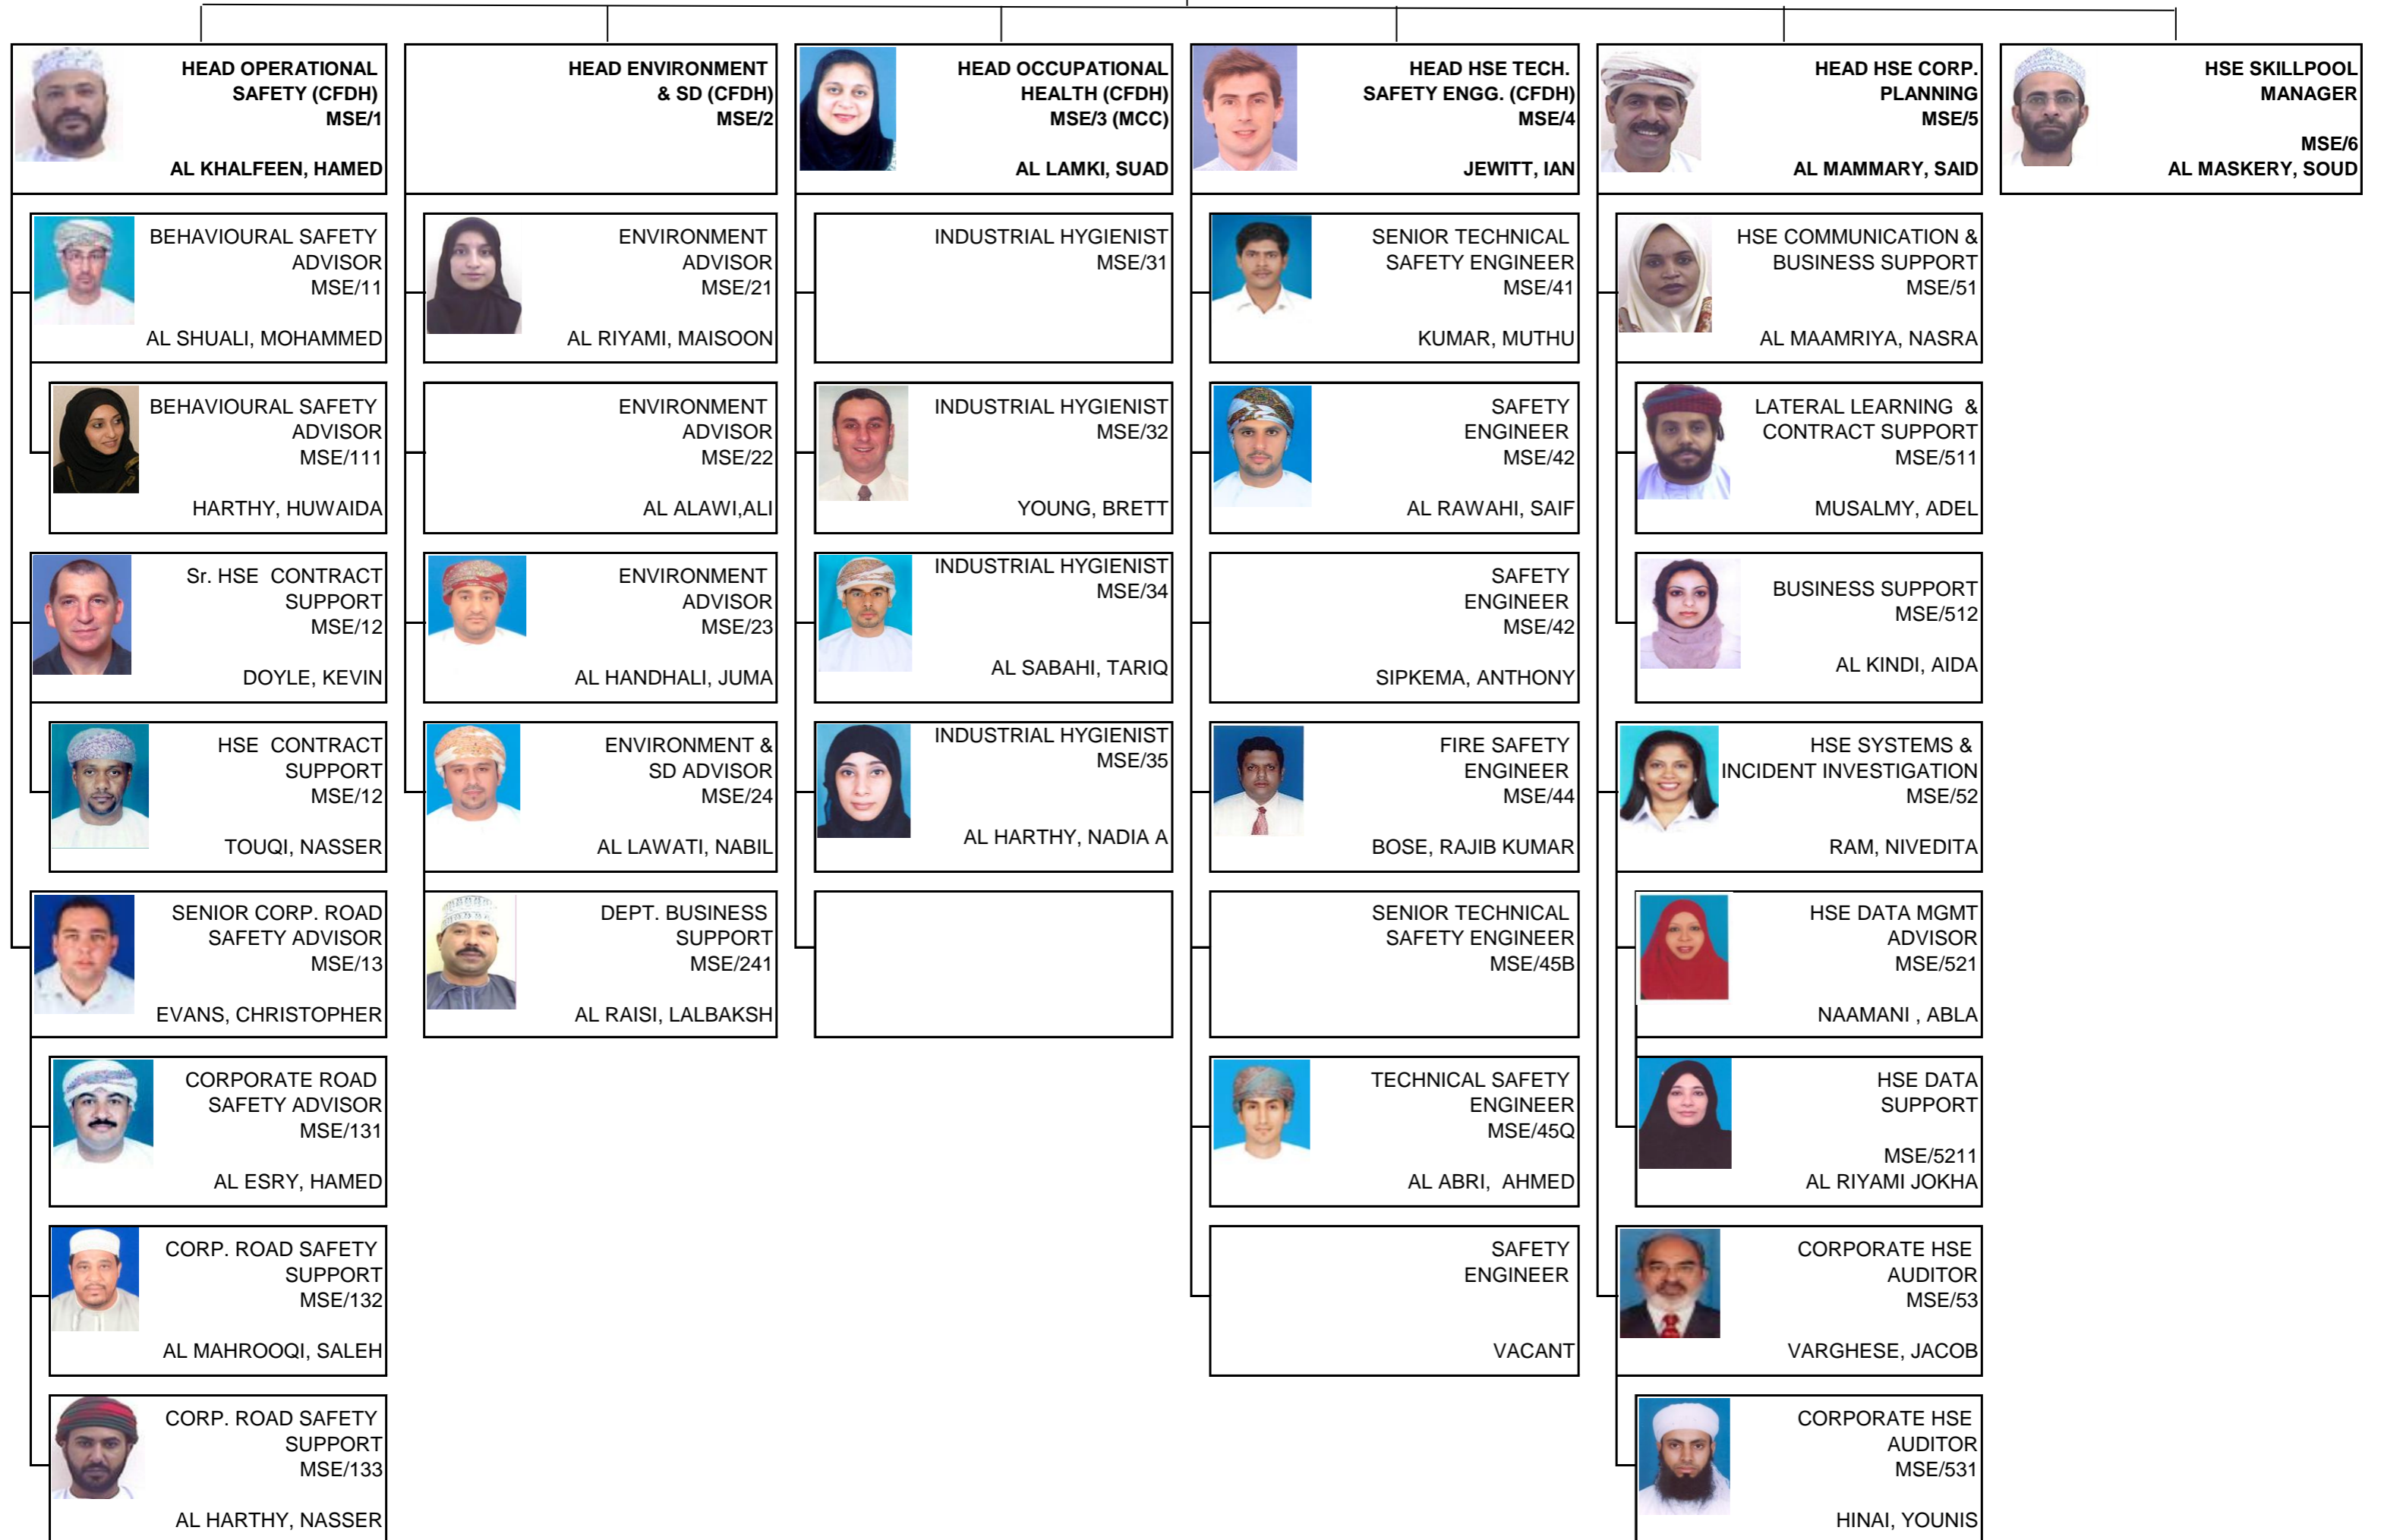 HEAD OPERATIONAL
SAFETY (CFDH)
MSE/1
AL KHALFEEN, HAMED
BEHAVIOURAL SAFETY
ADVISOR
MSE/11
AL SHUALI, MOHAMMED
BEHAVIOURAL SAFETY
ADVISOR
MSE/111
HARTHY, HUWAIDA
Sr. HSE CONTRACT
SUPPORT
MSE/12
DOYLE, KEVIN
HSE CONTRACT
SUPPORT
MSE/12
TOUQI, NASSER
SENIOR CORP. ROAD
SAFETY ADVISOR
MSE/13
EVANS, CHRISTOPHER
CORPORATE ROAD
SAFETY ADVISOR
MSE/131
AL ESRY, HAMED
CORP. ROAD SAFETY
SUPPORT
MSE/132
AL MAHROOQI, SALEH
CORP. ROAD SAFETY
SUPPORT
MSE/133
AL HARTHY, NASSER
HEAD ENVIRONMENT
& SD (CFDH)
MSE/2
ENVIRONMENT
ADVISOR
MSE/21
AL RIYAMI, MAISOON
ENVIRONMENT
ADVISOR
MSE/22
AL ALAWI,ALI
ENVIRONMENT
ADVISOR
MSE/23
AL HANDHALI, JUMA
ENVIRONMENT &
SD ADVISOR
MSE/24
AL LAWATI, NABIL
DEPT. BUSINESS
SUPPORT
MSE/241
AL RAISI, LALBAKSH
HEAD OCCUPATIONAL
HEALTH (CFDH)
MSE/3 (MCC)
AL LAMKI, SUAD
INDUSTRIAL HYGIENIST
MSE/31
INDUSTRIAL HYGIENIST
MSE/32
YOUNG, BRETT
INDUSTRIAL HYGIENIST
MSE/34
AL SABAHI, TARIQ
INDUSTRIAL HYGIENIST
MSE/35
AL HARTHY, NADIA A
HEAD HSE TECH.
SAFETY ENGG. (CFDH)
MSE/4
JEWITT, IAN
SENIOR TECHNICAL
SAFETY ENGINEER
MSE/41
KUMAR, MUTHU
SAFETY
ENGINEER
MSE/42
AL RAWAHI, SAIF
SAFETY
ENGINEER
MSE/42
SIPKEMA, ANTHONY
FIRE SAFETY
ENGINEER
MSE/44
BOSE, RAJIB KUMAR
SENIOR TECHNICAL
SAFETY ENGINEER
MSE/45B
TECHNICAL SAFETY
ENGINEER
MSE/45Q
AL ABRI, AHMED
SAFETY
ENGINEER
VACANT
HEAD HSE CORP.
PLANNING
MSE/5
AL MAMMARY, SAID
HSE COMMUNICATION &
BUSINESS SUPPORT
MSE/51
AL MAAMRIYA, NASRA
LATERAL LEARNING &
CONTRACT SUPPORT
MSE/511
MUSALMY, ADEL
BUSINESS SUPPORT
MSE/512
AL KINDI, AIDA
HSE SYSTEMS &
INCIDENT INVESTIGATION
MSE/52
RAM, NIVEDITA
HSE DATA MGMT
ADVISOR
MSE/521
NAAMANI , ABLA
HSE DATA
SUPPORT
MSE/5211
AL RIYAMI JOKHA
CORPORATE HSE
AUDITOR
MSE/53
VARGHESE, JACOB
CORPORATE HSE
AUDITOR
MSE/531
HINAI, YOUNIS
HSE SKILLPOOL
MANAGER
MSE/6
AL MASKERY, SOUD